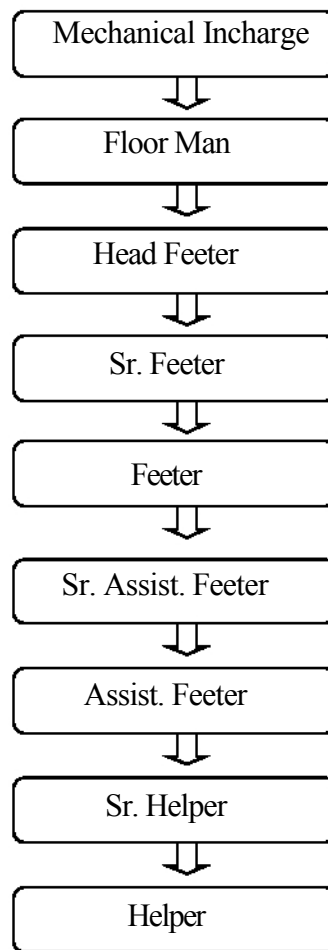 Mechanical Incharge
Floor Man
Head Feeter
Sr. Feeter
Feeter
Sr. Assist. Feeter
Assist. Feeter
Sr. Helper
Helper